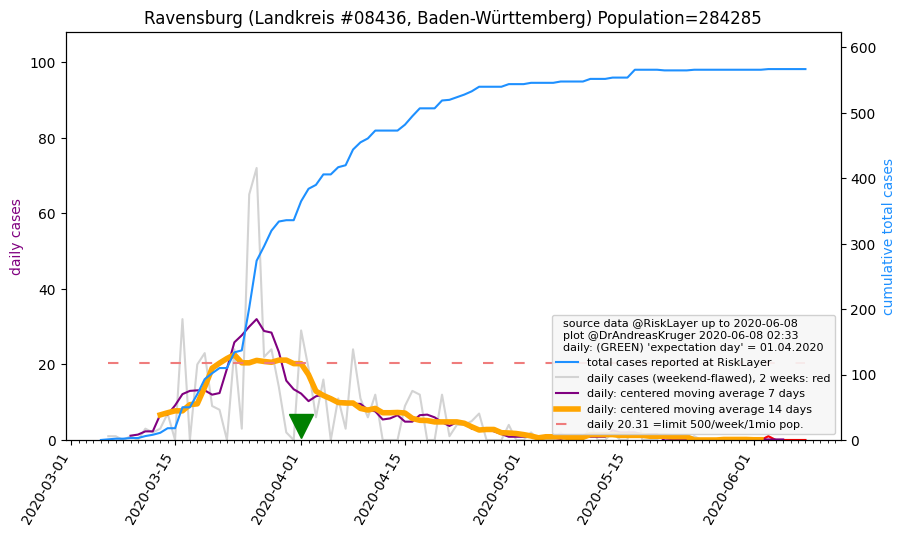 Ravensburg (Landkreis #08436, Baden-Württemberg) Population=284285
daily cases
100
80
60
40
20
0
600
500
400
300
200
100
0
cumulative total cases
source data @RiskLayer up to 2020-06-08
plot @DrAndreasKruger 2020-06-08 02:33
daily: (GREEN) 'expectation day' = 01.04.2020
total cases reported at RiskLayer
daily cases (weekend-flawed), 2 weeks: red
daily: centered moving average 7 days
daily: centered moving average 14 days
daily 20.31 =limit 500/week/1mio pop.
2020-03-01
2020-03-15
2020-04-01
2020-04-15
2020-05-01
2020-05-15
2020-06-01